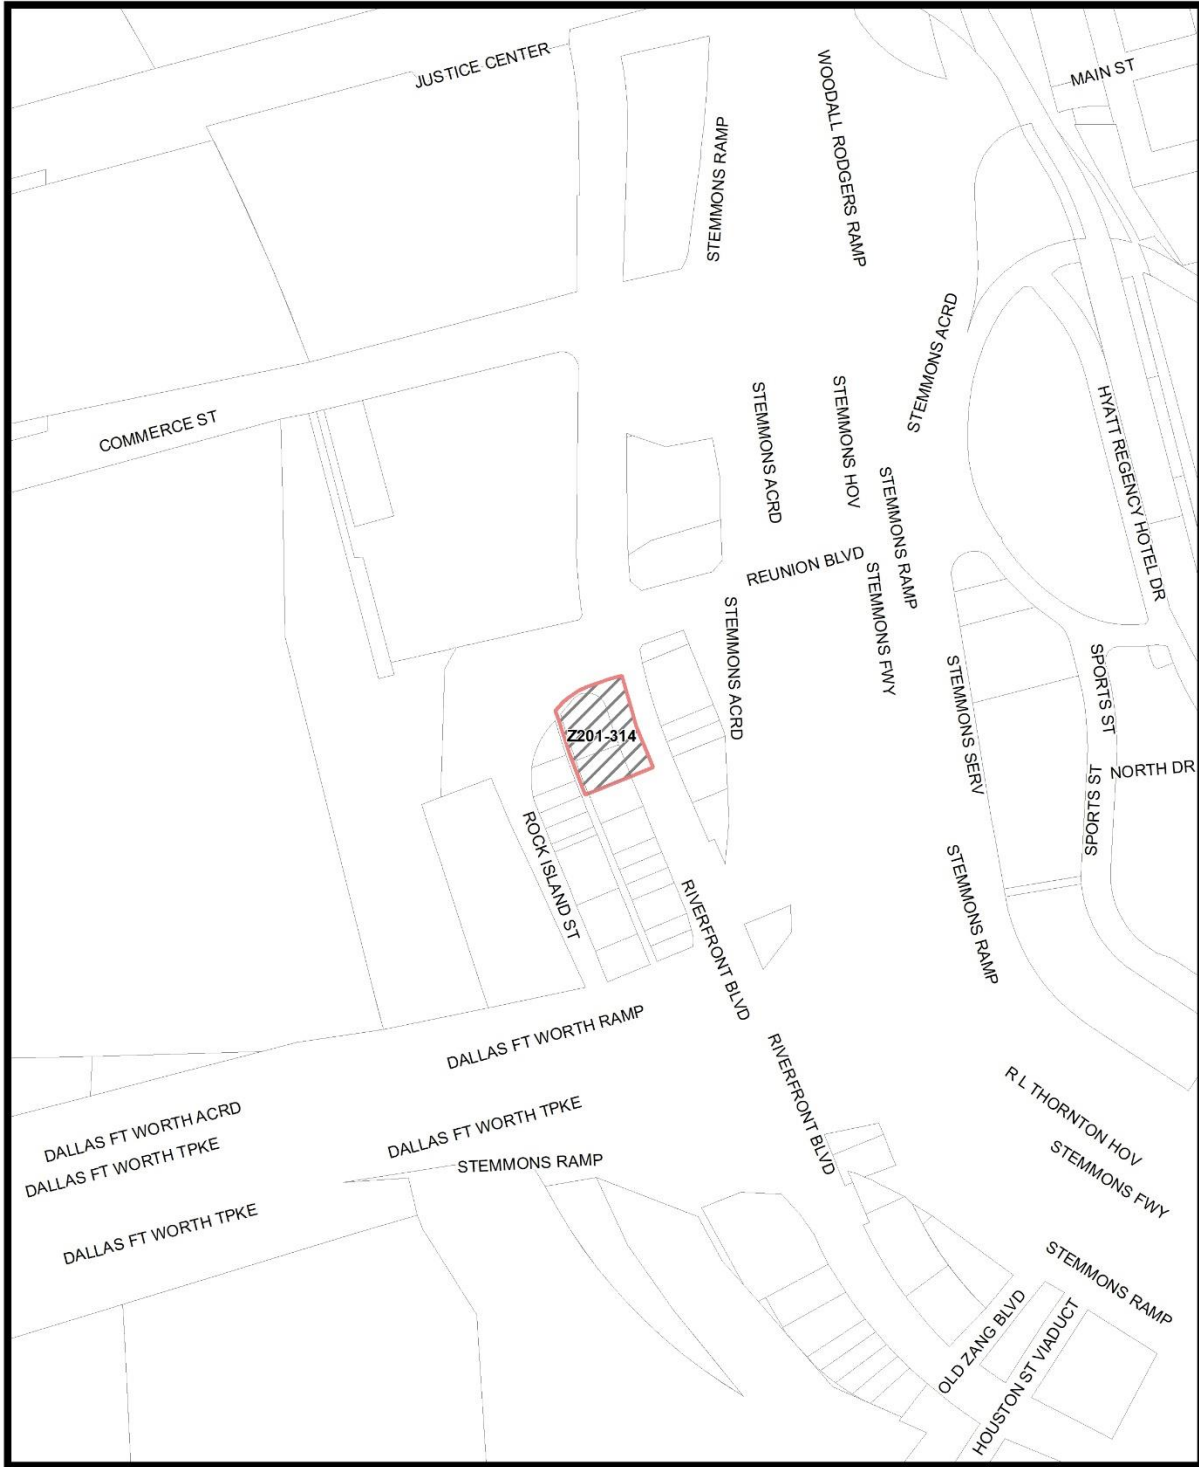 JUSTICE CENTER
MAIN ST
WOODALL RODGERS RAMP
STEMMONS RAMP
STEMMONS ACRD
COMMERCE ST
STEMMONS ACRD
STEMMONS HOV
HYATT REGENCY HOTEL DR
STEMMONS RAMP
REUNION BLVD
STEMMONS FWY
STEMMONS ACRD
STEMMONS SERV
SPORTS ST
Z201-314
NORTH DR
SPORTS ST
ROCK ISLAND ST
STEMMONS RAMP
RIVERFRONT BLVD
DALLAS FT WORTH RAMP
RIVERFRONT BLVD
R L THORNTON HOV
DALLAS FT WORTH ACRD
DALLAS FT WORTH TPKE
DALLAS FT WORTH TPKE
STEMMONS RAMP
STEMMONS FWY
DALLAS FT WORTH TPKE
STEMMONS RAMP
OLD ZANG BLVD
HOUSTON ST VIADUCT